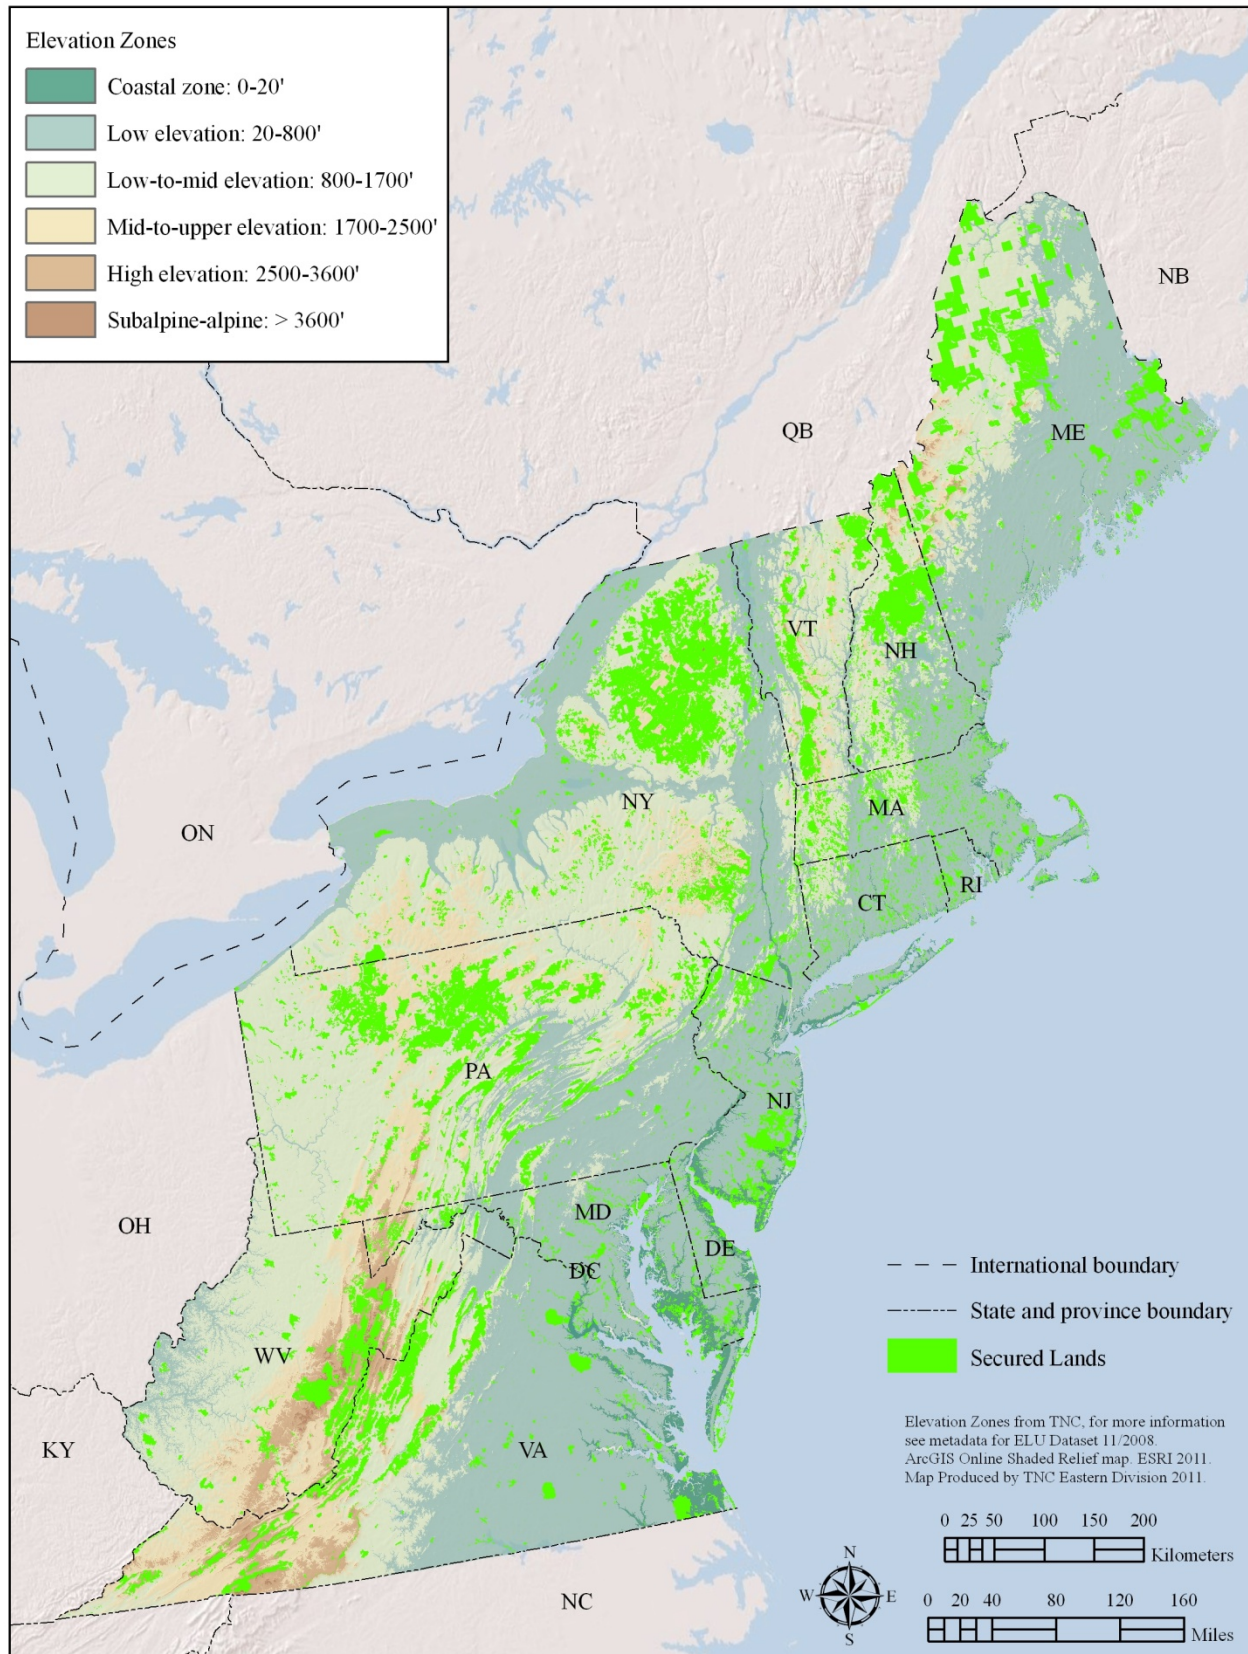 Elevation Zones
Coastal zone: 0-20'
Low elevation: 20-800'
Low-to-mid elevation: 800-1700'
Mid-to-upper elevation: 1700-2500'
High elevation: 2500-3600'
Subalpine-alpine: > 3600'
NB
QB
ME
VT
NH
NY
MA
ON
CT
RI
PA
NJ
OH
MD
DE
DC
WV
KY
VA
NC
International boundary
State and province boundary
Secured Lands
Elevation Zones from TNC, for more information
see metadata for ELU Dataset 11/2008.
ArcGIS Online Shaded Relief map. ESRI 2011.
Map Produced by TNC Eastern Division 2011.
0 25 50 100 150 200
Kilometers
0 20 40 80 120 160
Miles
N
W E
S